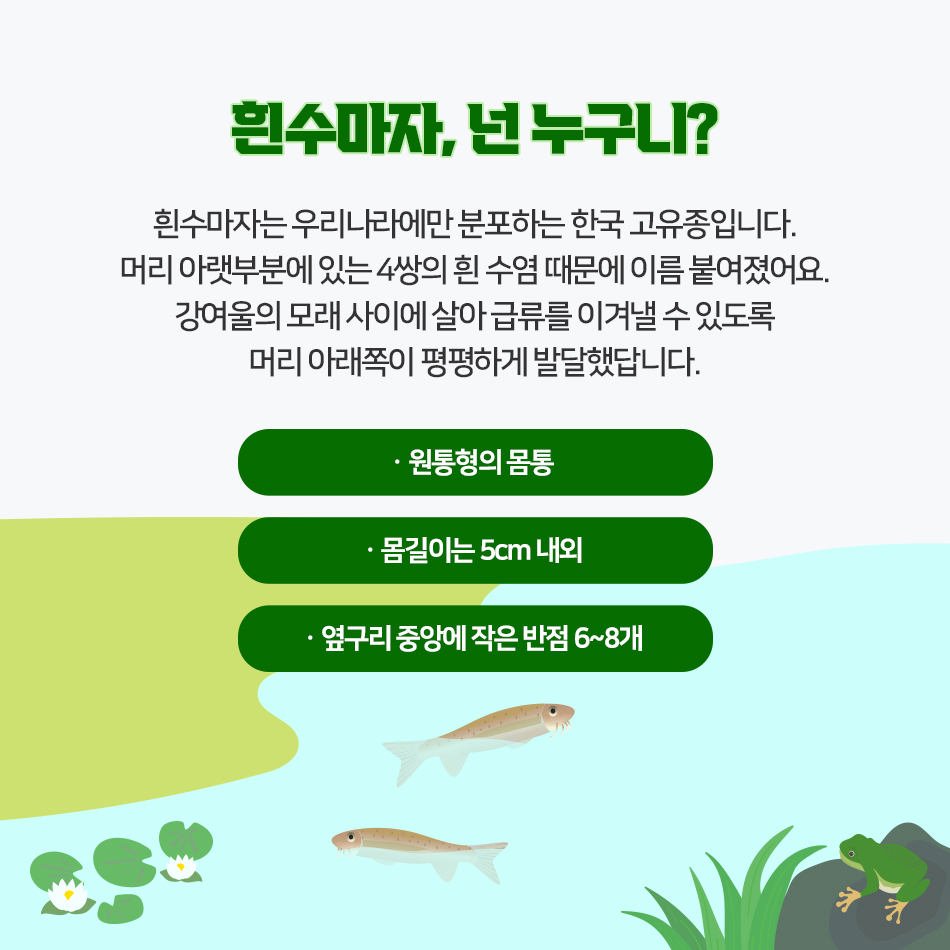 흰수마자, 넌 누구니?
흰수마자는 우리나라에만 분포하는 한국 고유종입니다.
머리 아랫부분에 있는 4쌍의 흰 수염 때문에 이름 붙여졌어요.
강여울의 모래 사이에 살아 급류를 이겨낼 수 있도록
머리 아래쪽이 평평하게 발달했답니다.
· 원통형의 몸통
· 몸길이는 5cm 내외
· 옆구리 중앙에 작은 반점 6~8개